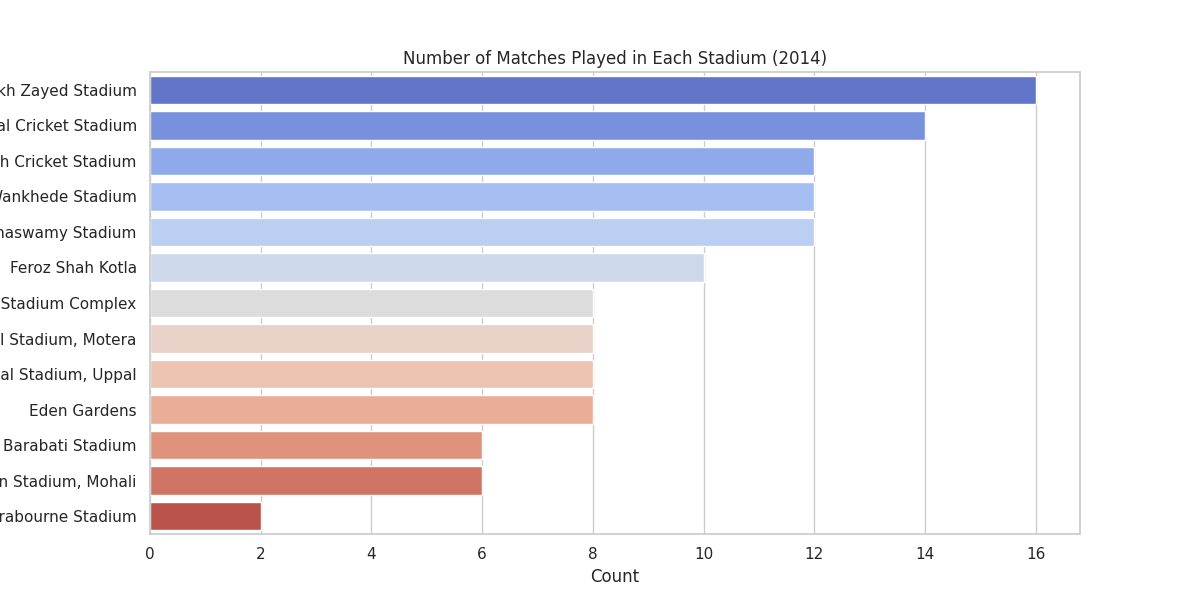 Number of Matches Played in Each Stadium (2014)
kh Zayed Stadium
al Cricket Stadium
h Cricket Stadium
Wankhede Stadium
naswamy Stadium
Feroz Shah Kotla
Stadium Complex
l Stadium, Motera
al Stadium, Uppal
Eden Gardens
Barabati Stadium
n Stadium, Mohali
rabourne Stadium
0 2 4 6 8 10 12 14 16
Count